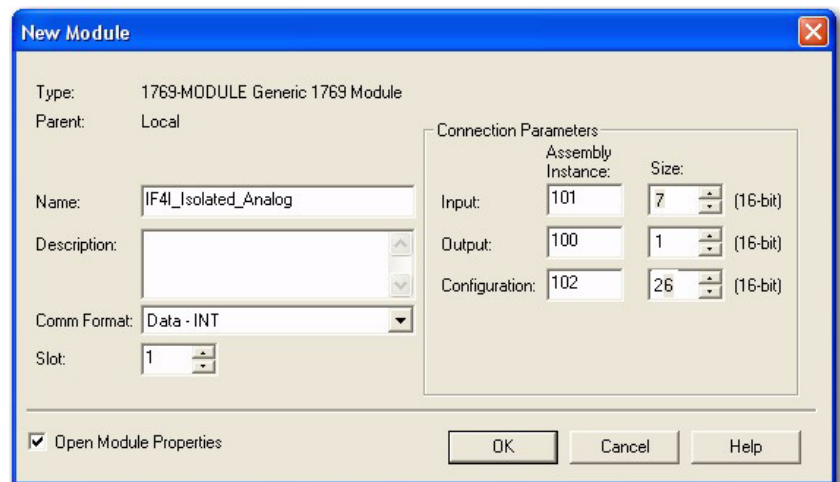 New Module
Type: 1769-MODULE Generic 1769 Module
Parent: Local
Name: IF4I_Isolated_Analog
Description:
Comm Format: Data - INT
Slot: 1
Connection Parameters
Assembly Instance: Size:
Input: 101 7 (16-bit)
Output: 100 1 (16-bit)
Configuration: 102 26 (16-bit)
Open Module Properties
OK Cancel Help